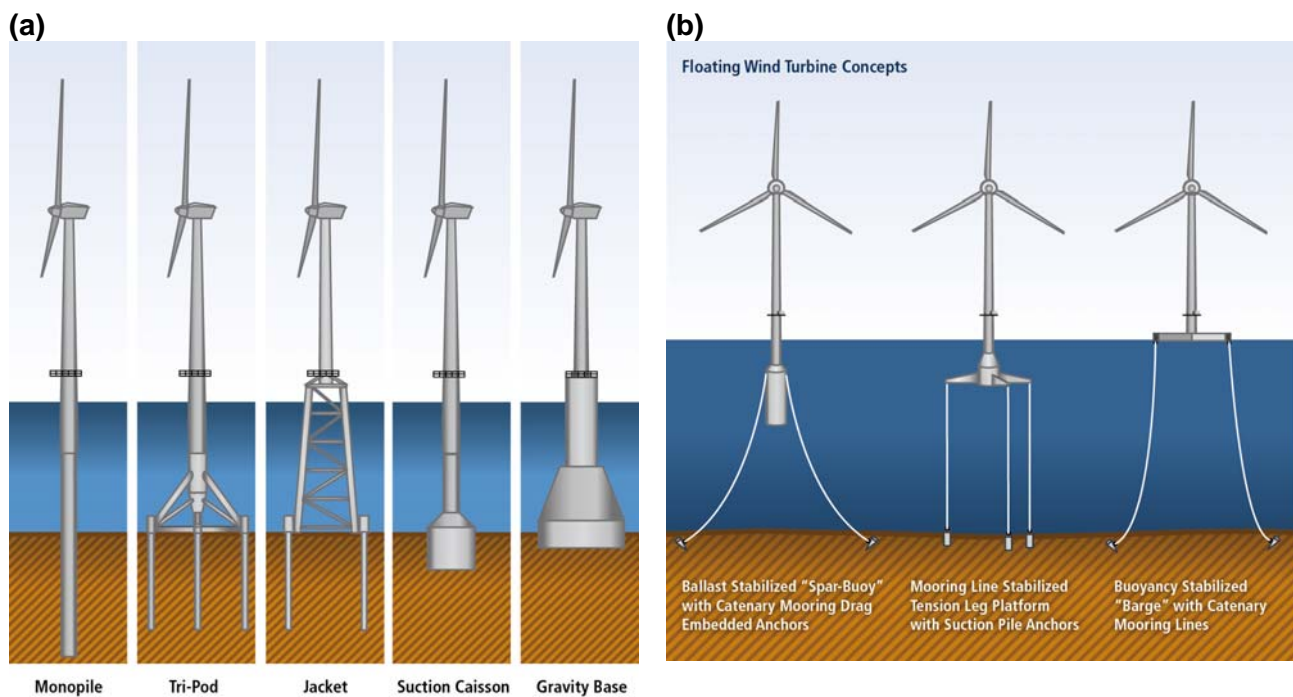 (a)
Monopile
Tri-Pod
Jacket
Suction Caisson
Gravity Base
(b)
Floating Wind Turbine Concepts
Ballast Stabilized "Spar-Buoy"
with Catenary Mooring Drag
Embedded Anchors
Mooring Line Stabilized
Tension Leg Platform
with Suction Pile Anchors
Buoyancy Stabilized
"Barge" with Catenary
Mooring Lines